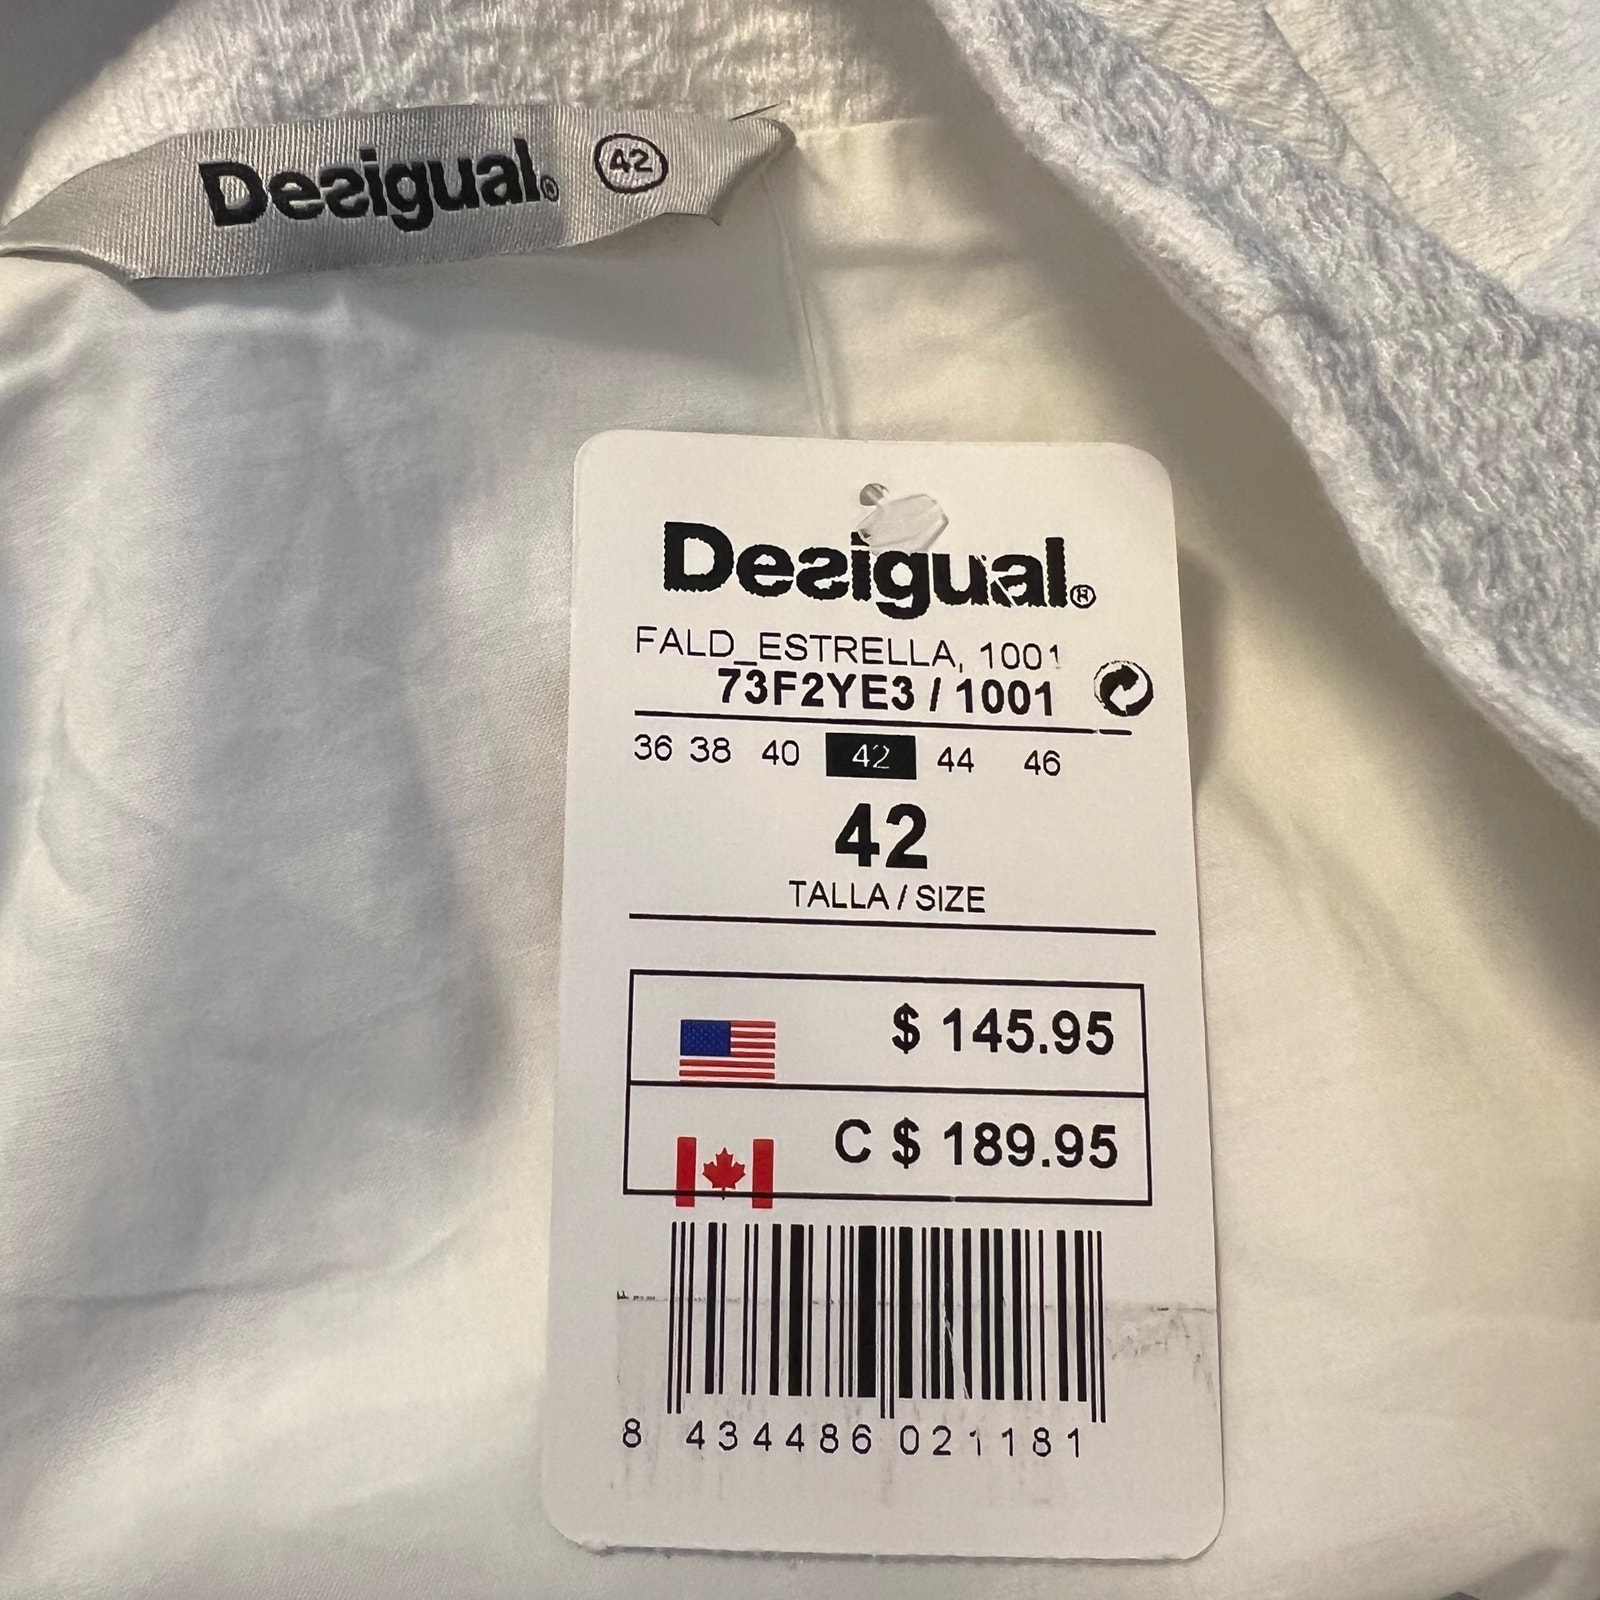 Desigual® 42
Desigual®
FALD_ESTRELLA, 1001
73F2YE3 / 1001
36 38 40 42 44 46
42
TALLA / SIZE
$ 145.95
C $ 189.95
8 434486 021181